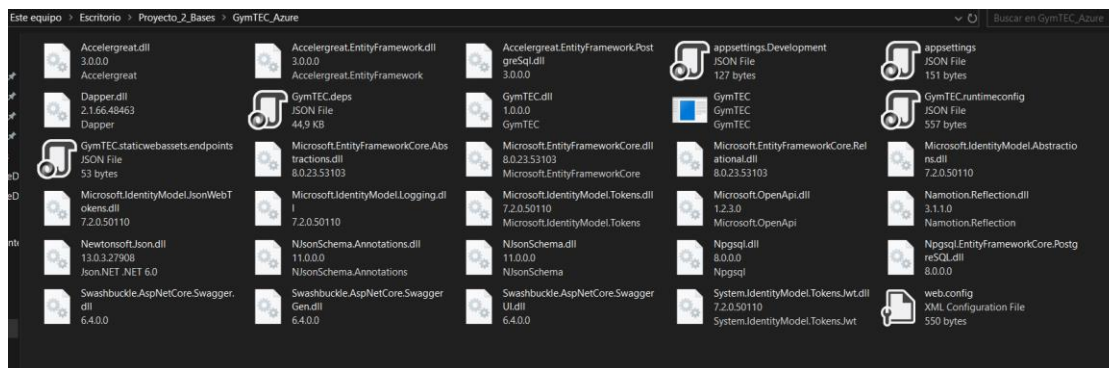 Este equipo > Escritorio > Proyecto_2_Bases > GymTEC_Azure
Buscar en GymTEC_Azure
Accelergreat.dll
3.0.0.0
Accelergreat
Accelergreat.EntityFramework.dll
3.0.0.0
Accelergreat.EntityFramework
Accelergreat.EntityFramework.Post
greSql.dll
3.0.0.0
appsettings.Development
JSON File
127 bytes
appsettings
JSON File
151 bytes
Dapper.dll
2.1.66.48463
Dapper
GymTEC.deps
JSON File
44,9 KB
GymTEC.dll
1.0.0.0
GymTEC
GymTEC
GymTEC
GymTEC
GymTEC.runtimeconfig
JSON File
557 bytes
GymTEC.staticwebassets.endpoints
JSON File
53 bytes
Microsoft.EntityFrameworkCore.Abs
tractions.dll
8.0.23.53103
Microsoft.EntityFrameworkCore.dll
8.0.23.53103
Microsoft.EntityFrameworkCore
Microsoft.EntityFrameworkCore.Rel
ational.dll
8.0.23.53103
Microsoft.IdentityModel.Abstractio
ns.dll
7.2.0.50110
Microsoft.IdentityModel.JsonWebT
okens.dll
7.2.0.50110
Microsoft.IdentityModel.Logging.dl
l
7.2.0.50110
Microsoft.IdentityModel.Tokens.dll
7.2.0.50110
Microsoft.IdentityModel.Tokens
Microsoft.OpenApi.dll
1.2.3.0
Microsoft.OpenApi
Namotion.Reflection.dll
3.1.1.0
Namotion.Reflection
Newtonsoft.Json.dll
13.0.3.27908
Json.NET .NET 6.0
NJsonSchema.Annotations.dll
11.0.0.0
NJsonSchema.Annotations
NJsonSchema.dll
11.0.0.0
NJsonSchema
Npgsql.dll
8.0.0.0
Npgsql
Npgsql.EntityFrameworkCore.Postg
reSQL.dll
8.0.0.0
Swashbuckle.AspNetCore.Swagger.
dll
6.4.0.0
Swashbuckle.AspNetCore.Swagger
Gen.dll
6.4.0.0
Swashbuckle.AspNetCore.Swagger
UI.dll
6.4.0.0
System.IdentityModel.Tokens.Jwt.dll
7.2.0.50110
System.IdentityModel.Tokens.Jwt
web.config
XML Configuration File
550 bytes